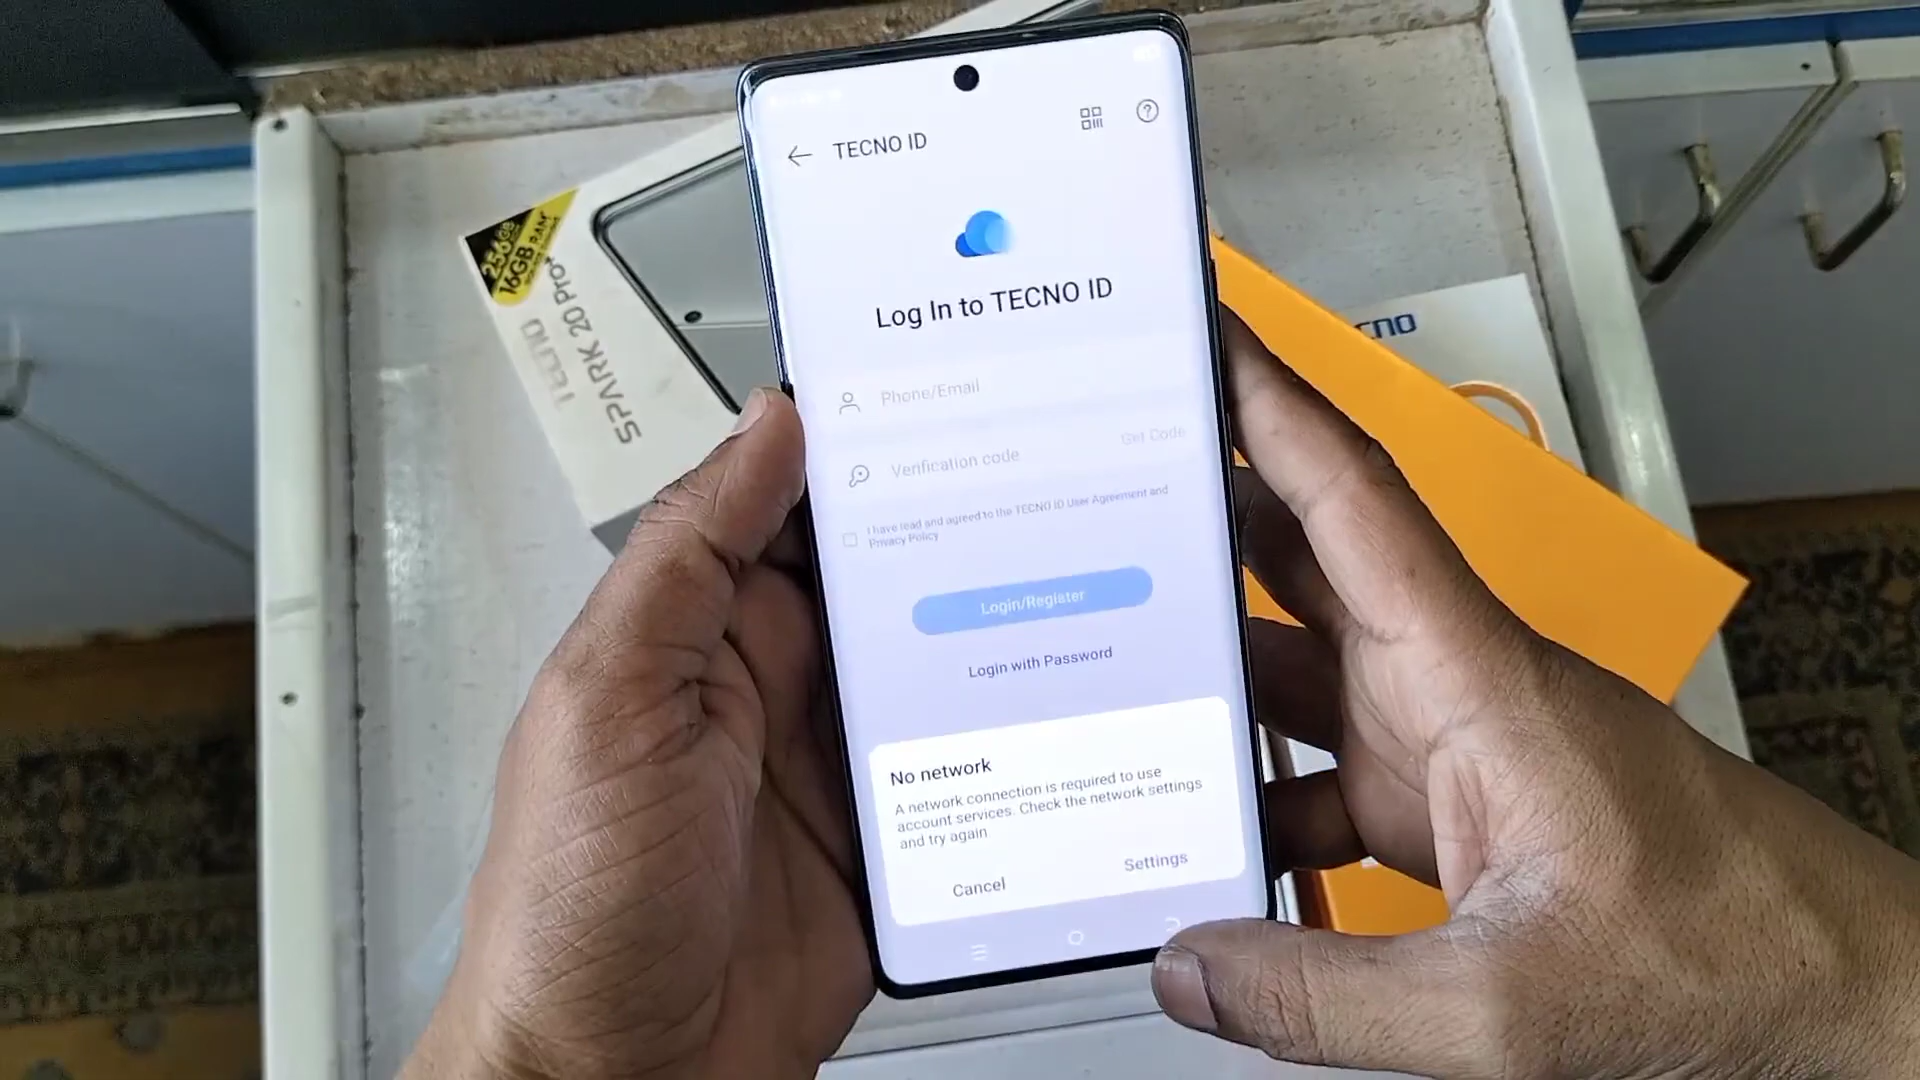 TECNO ID
Log In to TECNO ID
Phone/Email
Verification code
Get Code
I have read and agreed to the TECNO ID User Agreement and
Privacy Policy
Login/Register
Login with Password
No network
A network connection is required to use
account services. Check the network settings
and try again
Cancel
Settings
256GB
16GB RAM
TECNO
SPARK 20 Pro+
cno